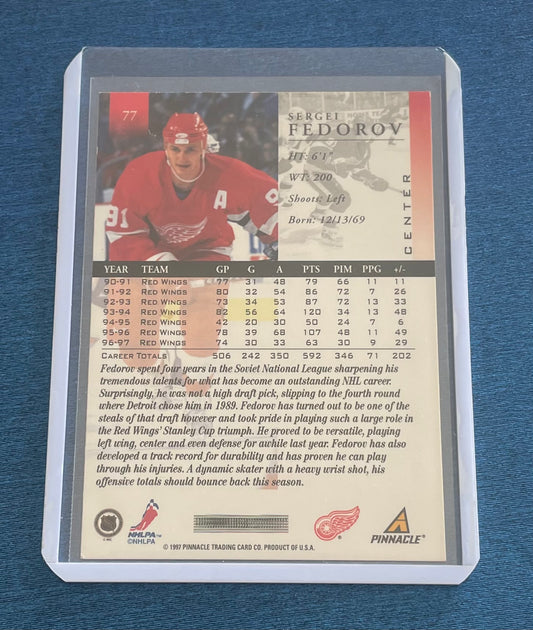 77
SERGEI
FEDOROV
HT: 6'1"
WT: 200
Shoots: Left
Born: 12/13/69
CENTER
A
91
YEAR TEAM GP G A PTS PIM PPG +/-
90-91 RED WINGS 77 31 48 79 66 11 11
91-92 RED WINGS 80 32 54 86 72 7 26
92-93 RED WINGS 73 34 53 87 72 13 33
93-94 RED WINGS 82 56 64 120 34 13 48
94-95 RED WINGS 42 20 30 50 24 7 6
95-96 RED WINGS 78 39 68 107 48 11 49
96-97 RED WINGS 74 30 33 63 30 9 29
CAREER TOTALS 506 242 350 592 346 71 202
Fedorov spent four years in the Soviet National League sharpening his
tremendous talents for what has become an outstanding NHL career.
Surprisingly, he was not a high draft pick, slipping to the fourth round
where Detroit chose him in 1989. Fedorov has turned out to be one of the
steals of that draft however and took pride in playing such a large role in
the Red Wings' Stanley Cup triumph. He proved to be versatile, playing
left wing, center and even defense for awhile last year. Fedorov has also
developed a track record for durability and has proven he can play
through his injuries. A dynamic skater with a heavy wrist shot, his
offensive totals should bounce back this season.
NHLPA™
©NHLPA
PINNACLE®
© 1997 PINNACLE TRADING CARD CO. PRODUCT OF U.S.A.